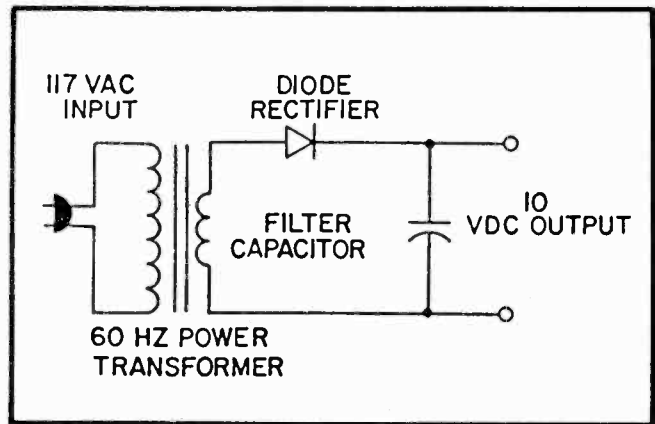 117 VAC
INPUT
DIODE
RECTIFIER
FILTER
CAPACITOR
10
VDC OUTPUT
60 HZ POWER
TRANSFORMER